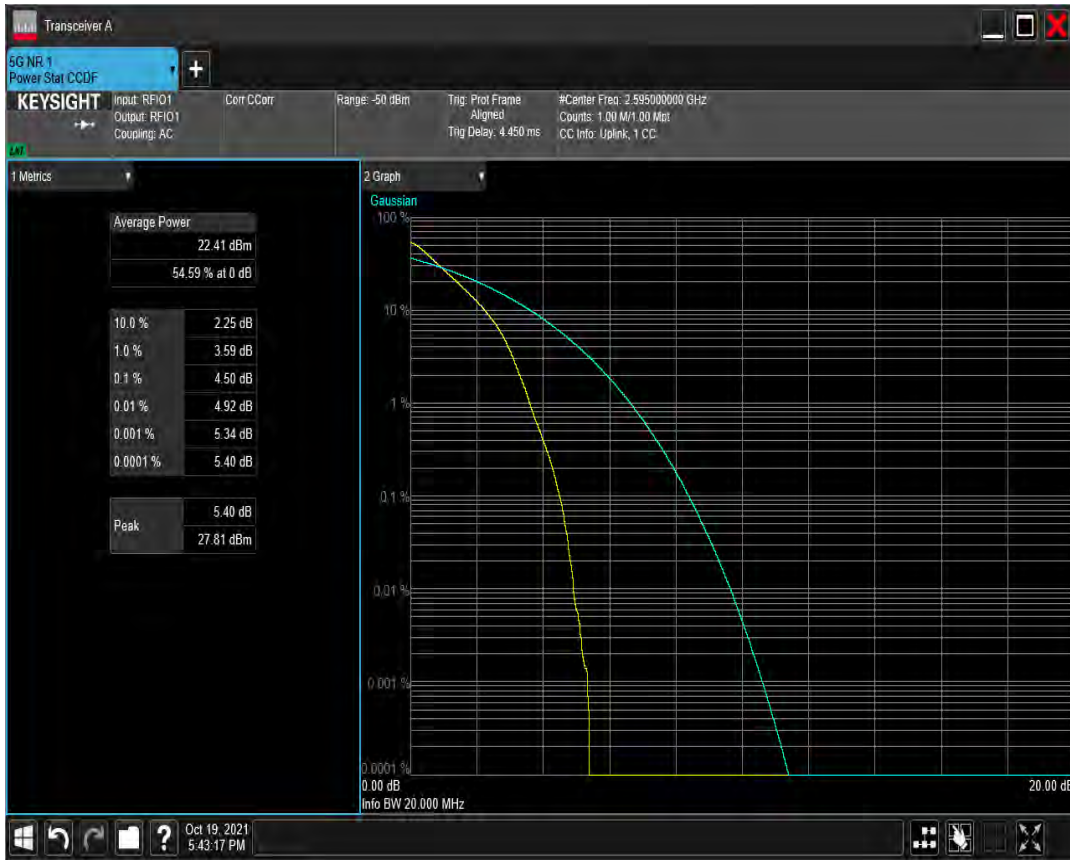 Transceiver A
5G NR 1
Power Stat CCDF
+
KEYSIGHT
Input: RFIO1
Output: RFIO1
Coupling: AC
Corr CCorr
Range: -50 dBm
Trig: Prot Frame
Aligned
Trig Delay: 4.450 ms
#Center Freq: 2.595000000 GHz
Counts: 1.00 M/1.00 Mpt
CC Info: Uplink, 1 CC
LNI
1 Metrics
Average Power
22.41 dBm
54.59 % at 0 dB
10.0 % 2.25 dB
1.0 % 3.59 dB
0.1 % 4.50 dB
0.01 % 4.92 dB
0.001 % 5.34 dB
0.0001 % 5.40 dB
Peak
5.40 dB
27.81 dBm
2 Graph
Gaussian
100 %
10 %
1 %
0.1 %
0.01 %
0.001 %
0.0001 %
0.00 dB
20.00 dB
Info BW 20.000 MHz
?
Oct 19, 2021
5:43:17 PM